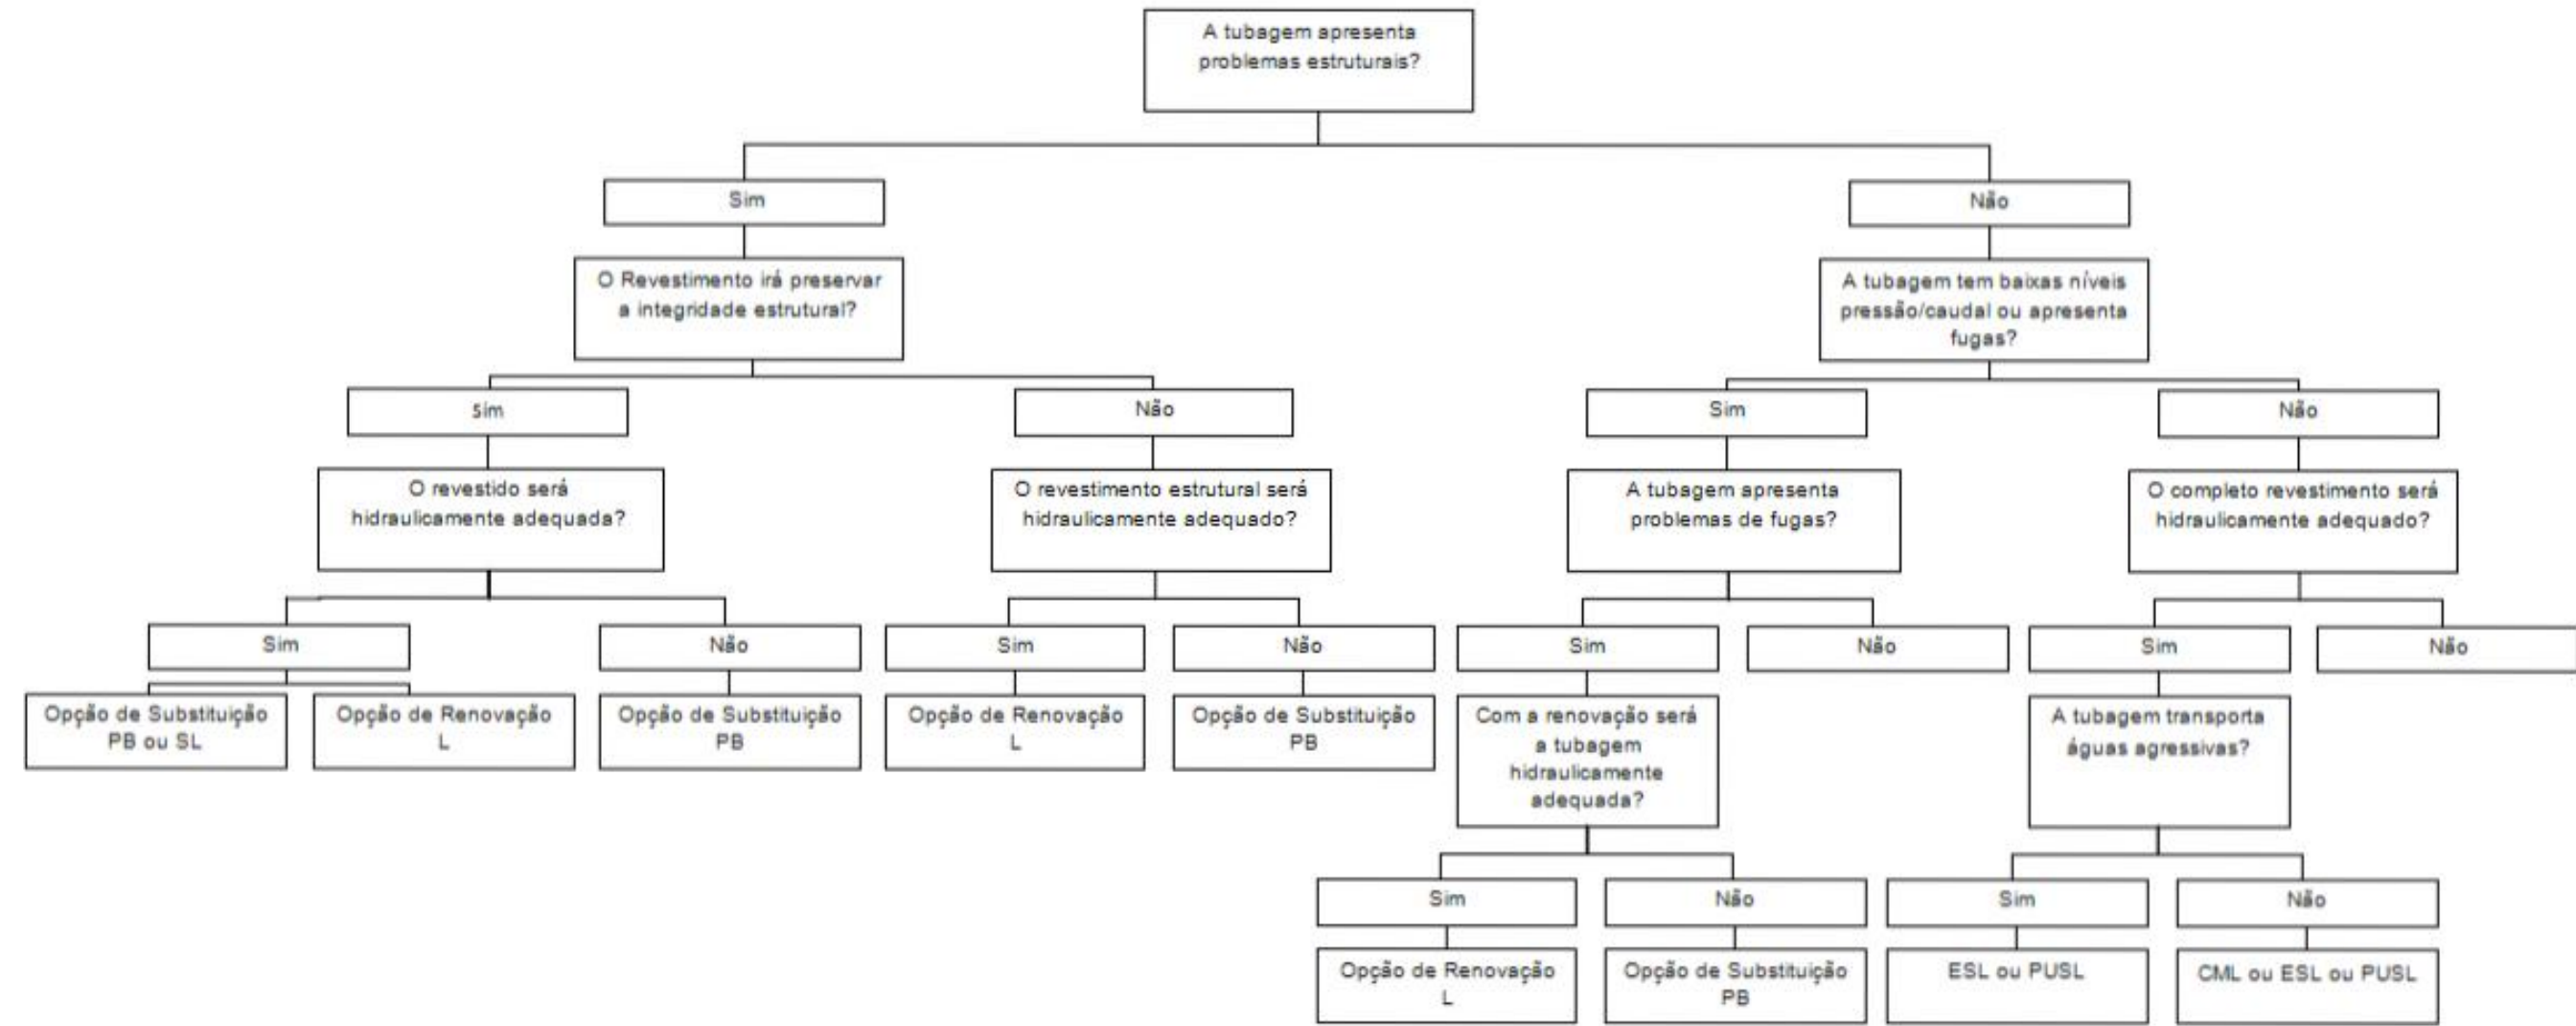 A tubagem apresenta
problemas estruturais?
Sim
Não
O Revestimento irá preservar
a integridade estrutural?
A tubagem tem baixas níveis
pressão/caudal ou apresenta
fugas?
Sim
Não
Sim
Não
O revestido será
hidraulicamente adequada?
O revestimento estrutural será
hidraulicamente adequado?
A tubagem apresenta
problemas de fugas?
O completo revestimento será
hidraulicamente adequado?
Sim
Não
Sim
Não
Sim
Não
Sim
Não
Opção de Substituição
PB ou SL
Opção de Renovação
L
Opção de Substituição
PB
Opção de Renovação
L
Opção de Substituição
PB
Com a renovação será
a tubagem
hidraulicamente
adequada?
A tubagem transporta
águas agressivas?
Sim
Não
Sim
Não
Opção de Renovação
L
Opção de Substituição
PB
ESL ou PUSL
CML ou ESL ou PUSL